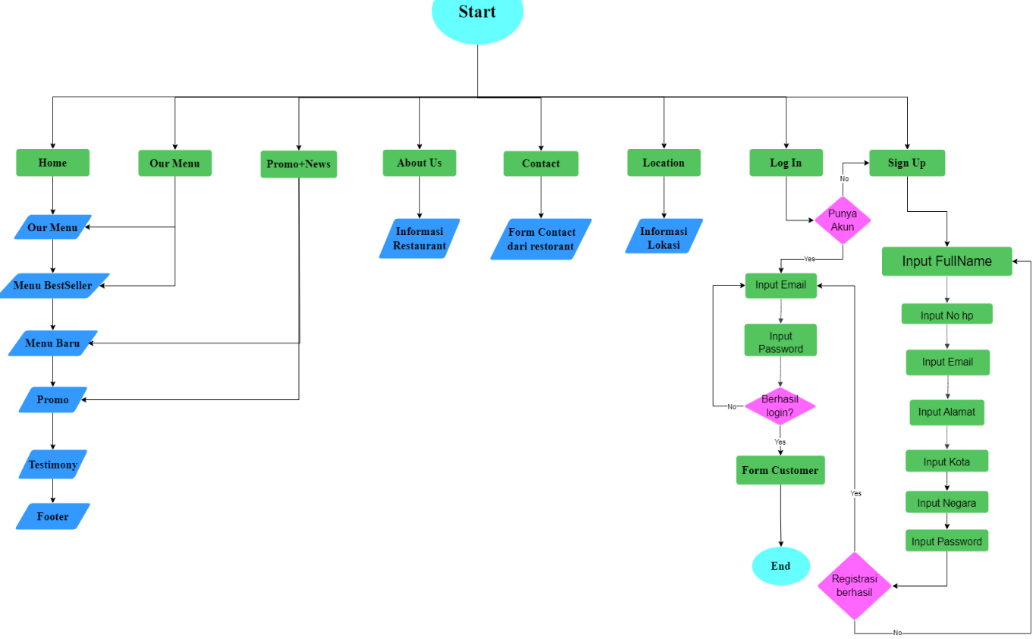 Start
Home
Our Menu
Promo+News
About Us
Contact
Location
Log In
Sign Up
No
Our Menu
Informasi
Restaurant
Form Contact
dari restorant
Informasi
Lokasi
Punya
Akun
Yes
Input FullName
Menu BestSeller
Input Email
Input No hp
Menu Baru
Input
Password
Input Email
Promo
No
Berhasil
login?
Input Alamat
Yes
Testimony
Form Customer
Input Kota
Yes
Input Negara
Footer
Input Password
End
Registrasi
berhasil
No